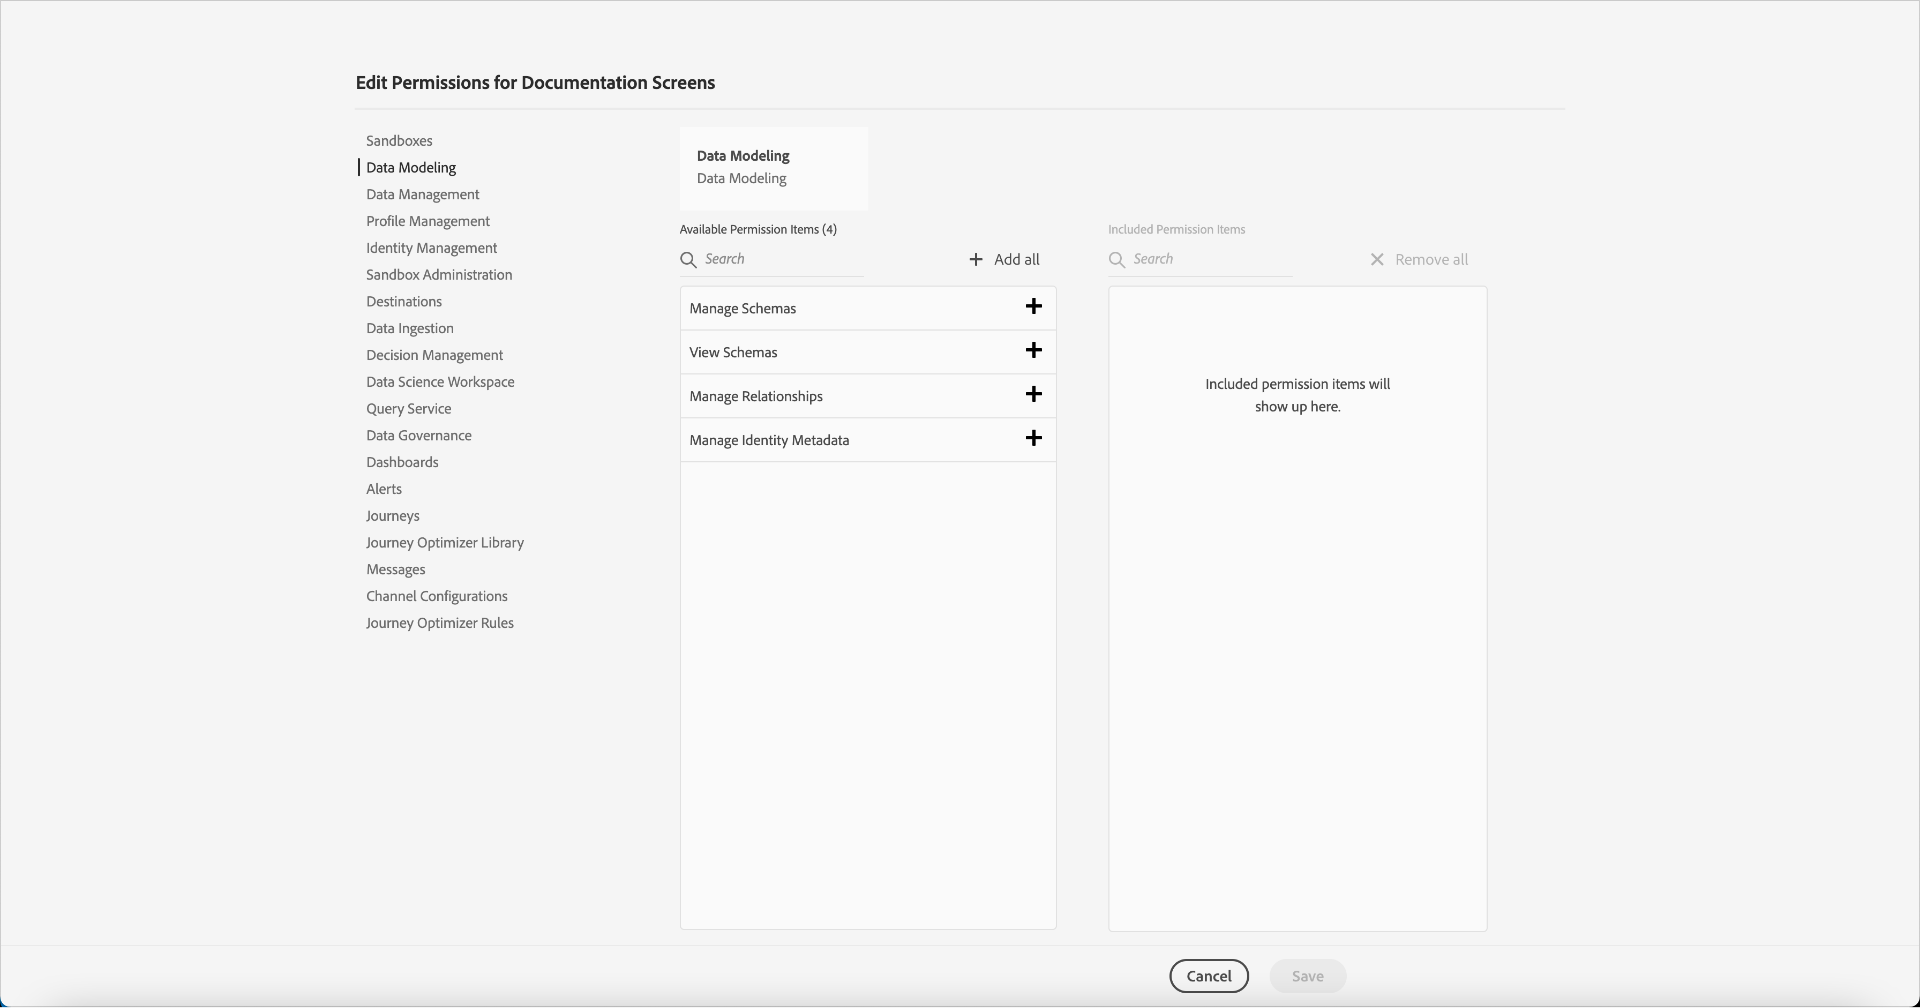 Edit Permissions for Documentation Screens
Sandboxes
Data Modeling
Data Management
Profile Management
Identity Management
Sandbox Administration
Destinations
Data Ingestion
Decision Management
Data Science Workspace
Query Service
Data Governance
Dashboards
Alerts
Journeys
Journey Optimizer Library
Messages
Channel Configurations
Journey Optimizer Rules
Data Modeling
Data Modeling
Available Permission Items (4)
Search
Add all
Manage Schemas
View Schemas
Manage Relationships
Manage Identity Metadata
Included Permission Items
Search
Remove all
Included permission items will
show up here.
Cancel
Save